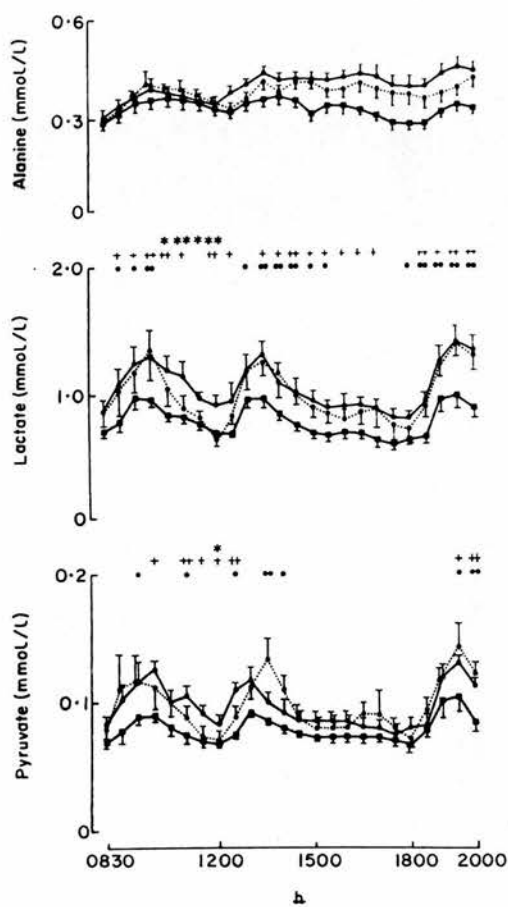 0·6
Alanine (mmol/L)
0·3
0
* * * * * *
2·0
Lactate (mmol/L)
1·0
0
*
0·2
Pyruvate (mmol/L)
0·1
0
0830 1200 1500 1800 2000
h